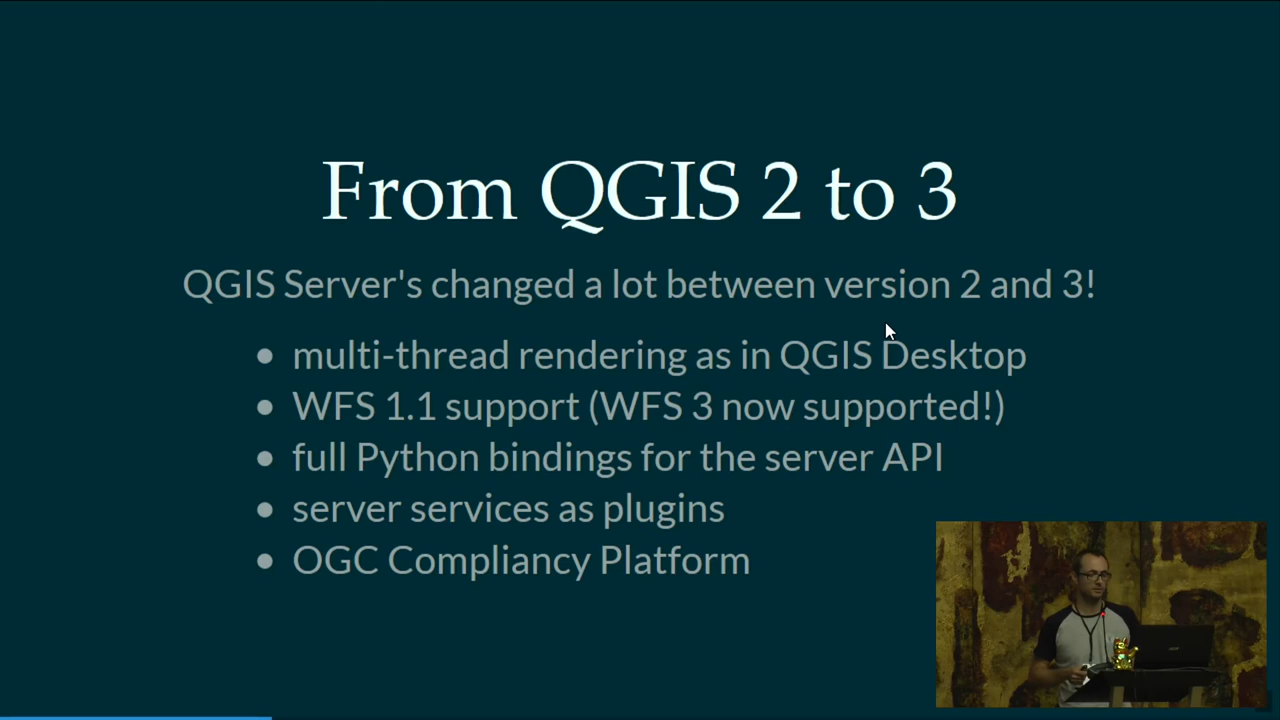 From QGIS 2 to 3
QGIS Server's changed a lot between version 2 and 3!
• multi-thread rendering as in QGIS Desktop
• WFS 1.1 support (WFS 3 now supported!)
• full Python bindings for the server API
• server services as plugins
• OGC Compliancy Platform